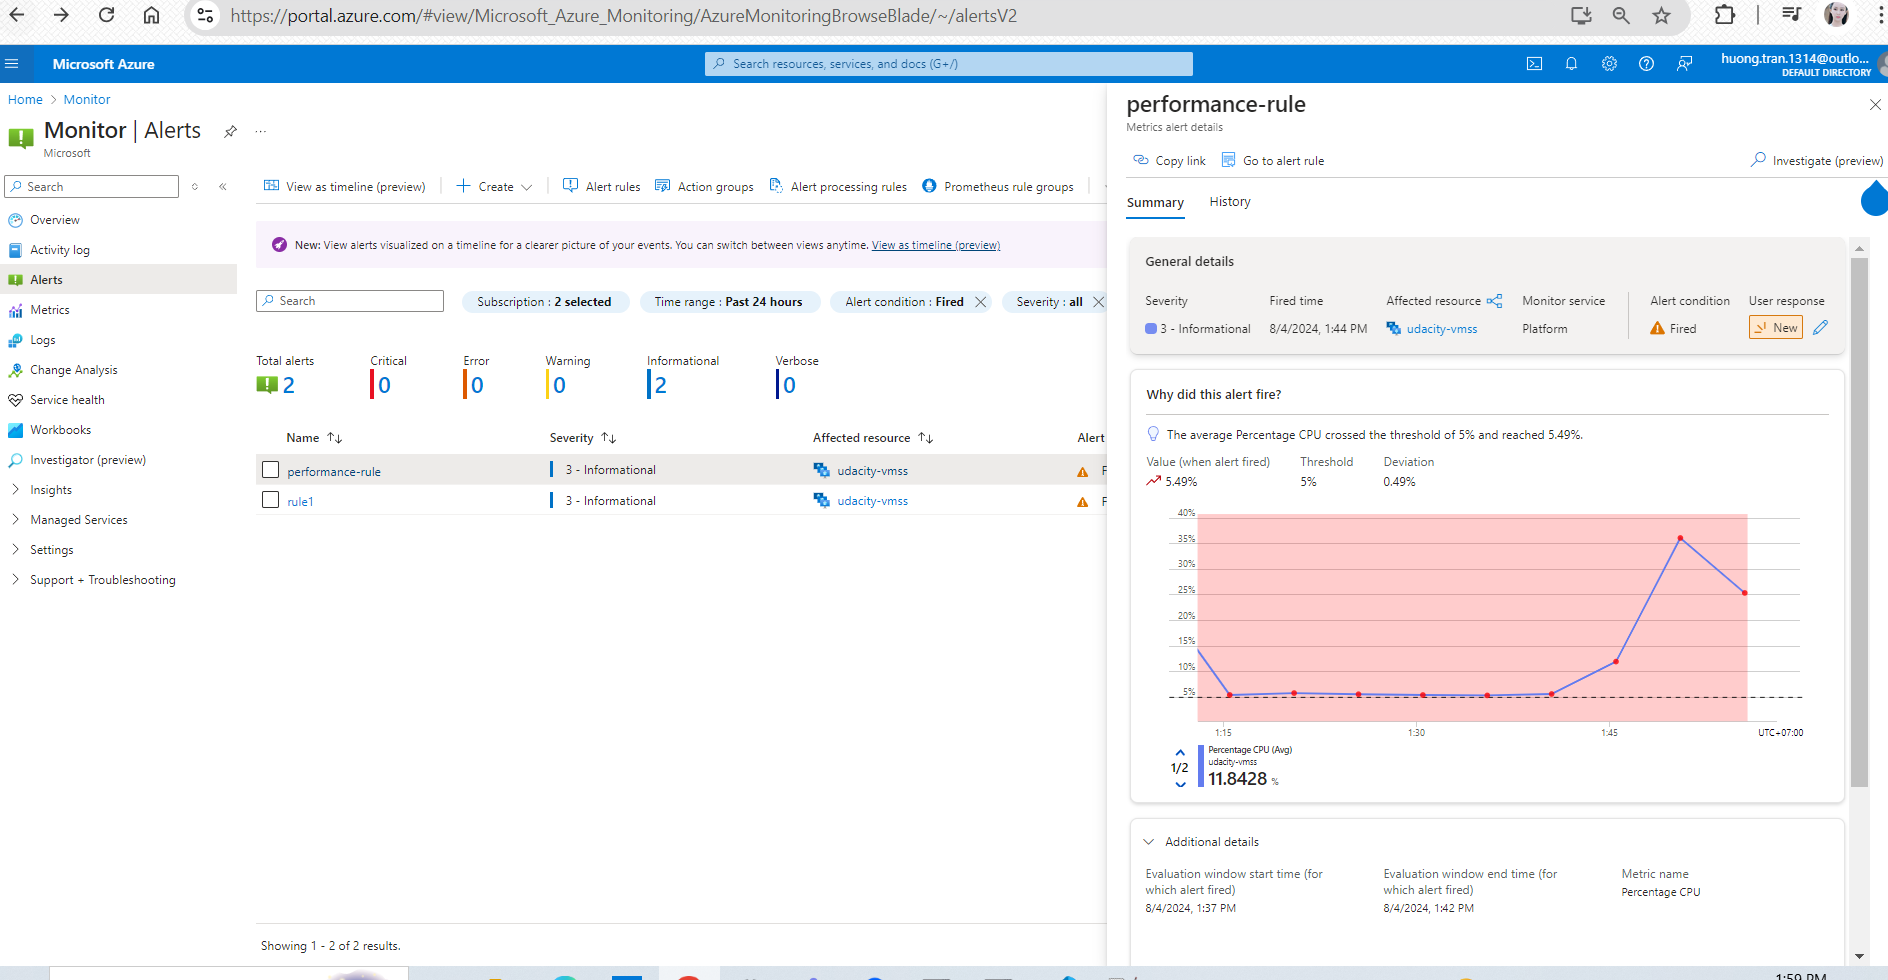 https://portal.azure.com/#view/Microsoft_Azure_Monitoring/AzureMonitoringBrowseBlade/~/alertsV2
Microsoft Azure
Search resources, services, and docs (G+/)
huong.tran.1314@outlo...
DEFAULT DIRECTORY
Home > Monitor
Monitor | Alerts
Microsoft
Search
Overview
Activity log
Alerts
Metrics
Logs
Change Analysis
Service health
Workbooks
Investigator (preview)
Insights
Managed Services
Settings
Support + Troubleshooting
View as timeline (preview) Create Alert rules Action groups Alert processing rules Prometheus rule groups
New: View alerts visualized on a timeline for a clearer picture of your events. You can switch between views anytime. View as timeline (preview)
Search Subscription : 2 selected Time range : Past 24 hours Alert condition : Fired Severity : all
Total alerts Critical Error Warning Informational Verbose
2 0 0 0 2 0
Name Severity Affected resource Alert
performance-rule 3 - Informational udacity-vmss F
rule1 3 - Informational udacity-vmss F
Showing 1 - 2 of 2 results.
performance-rule
Metrics alert details
Copy link Go to alert rule Investigate (preview)
Summary History
General details
Severity Fired time Affected resource Monitor service Alert condition User response
3 - Informational 8/4/2024, 1:44 PM udacity-vmss Platform Fired New
Why did this alert fire?
The average Percentage CPU crossed the threshold of 5% and reached 5.49%.
Value (when alert fired) Threshold Deviation
5.49% 5% 0.49%
40%
35%
30%
25%
20%
15%
10%
5%
1:15 1:30 1:45 UTC+07:00
1/2
Percentage CPU (Avg)
udacity-vmss
11.8428 %
Additional details
Evaluation window start time (for Evaluation window end time (for Metric name
which alert fired) which alert fired) Percentage CPU
8/4/2024, 1:37 PM 8/4/2024, 1:42 PM
1:59 PM